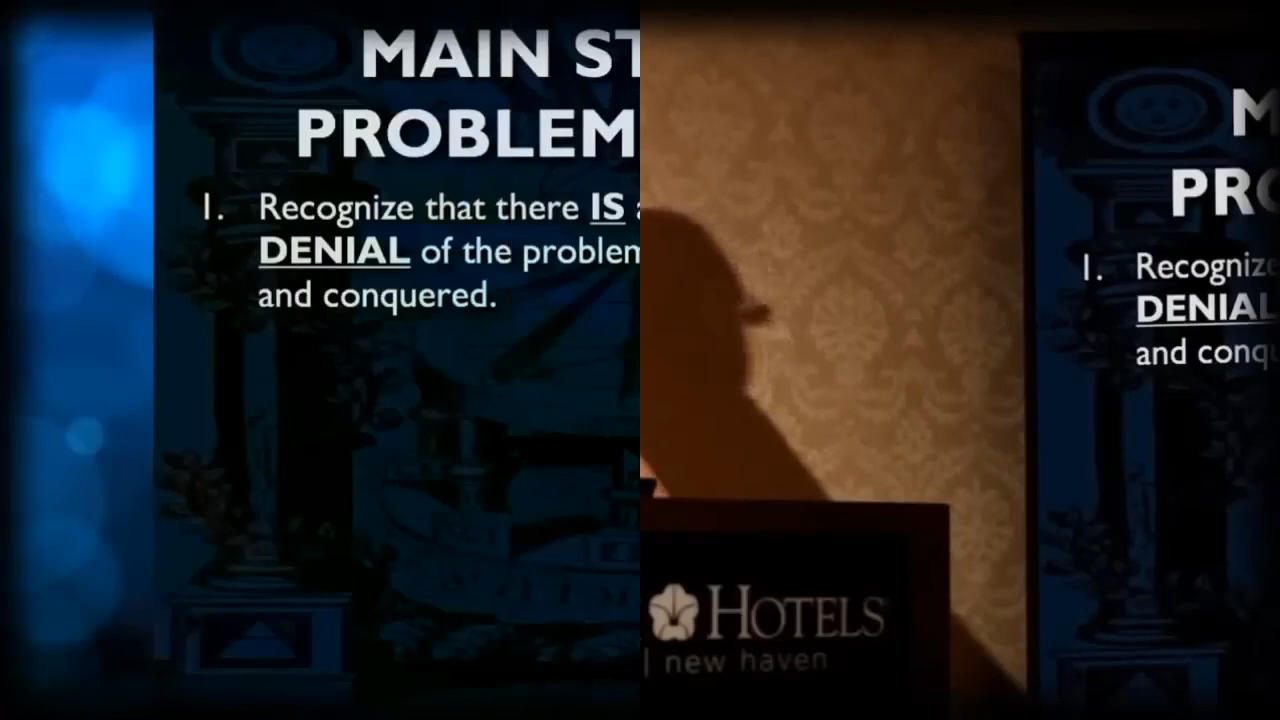 MAIN ST
PROBLEM
1. Recognize that there IS
DENIAL of the problem
and conquered.
HOTELS
| new haven
M
PRO
1. Recognize
DENIAL
and conqu